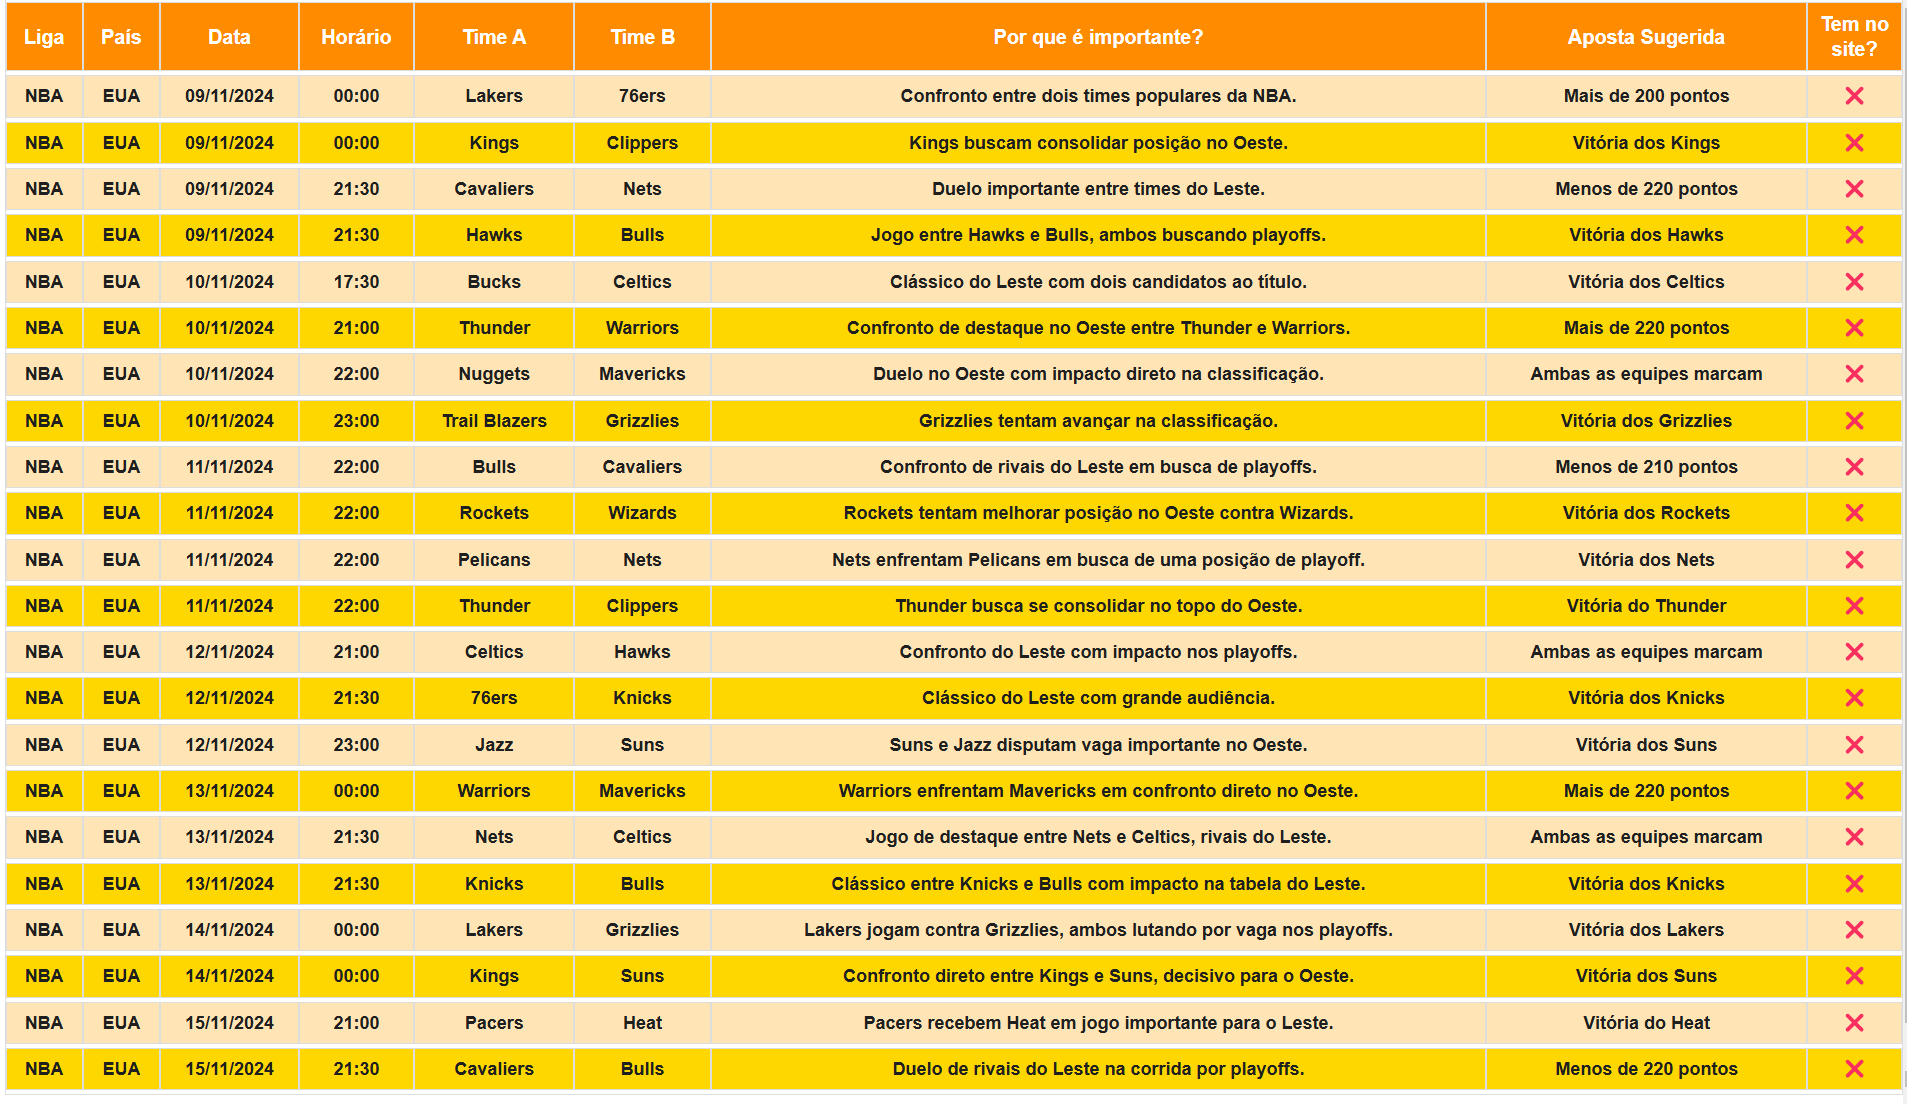 Liga País Data Horário Time A Time B Por que é importante? Aposta Sugerida Tem no site?
NBA EUA 09/11/2024 00:00 Lakers 76ers Confronto entre dois times populares da NBA. Mais de 200 pontos ❌
NBA EUA 09/11/2024 00:00 Kings Clippers Kings buscam consolidar posição no Oeste. Vitória dos Kings ❌
NBA EUA 09/11/2024 21:30 Cavaliers Nets Duelo importante entre times do Leste. Menos de 220 pontos ❌
NBA EUA 09/11/2024 21:30 Hawks Bulls Jogo entre Hawks e Bulls, ambos buscando playoffs. Vitória dos Hawks ❌
NBA EUA 10/11/2024 17:30 Bucks Celtics Clássico do Leste com dois candidatos ao título. Vitória dos Celtics ❌
NBA EUA 10/11/2024 21:00 Thunder Warriors Confronto de destaque no Oeste entre Thunder e Warriors. Mais de 220 pontos ❌
NBA EUA 10/11/2024 22:00 Nuggets Mavericks Duelo no Oeste com impacto direto na classificação. Ambas as equipes marcam ❌
NBA EUA 10/11/2024 23:00 Trail Blazers Grizzlies Grizzlies tentam avançar na classificação. Vitória dos Grizzlies ❌
NBA EUA 11/11/2024 22:00 Bulls Cavaliers Confronto de rivais do Leste em busca de playoffs. Menos de 210 pontos ❌
NBA EUA 11/11/2024 22:00 Rockets Wizards Rockets tentam melhorar posição no Oeste contra Wizards. Vitória dos Rockets ❌
NBA EUA 11/11/2024 22:00 Pelicans Nets Nets enfrentam Pelicans em busca de uma posição de playoff. Vitória dos Nets ❌
NBA EUA 11/11/2024 22:00 Thunder Clippers Thunder busca se consolidar no topo do Oeste. Vitória do Thunder ❌
NBA EUA 12/11/2024 21:00 Celtics Hawks Confronto do Leste com impacto nos playoffs. Ambas as equipes marcam ❌
NBA EUA 12/11/2024 21:30 76ers Knicks Clássico do Leste com grande audiência. Vitória dos Knicks ❌
NBA EUA 12/11/2024 23:00 Jazz Suns Suns e Jazz disputam vaga importante no Oeste. Vitória dos Suns ❌
NBA EUA 13/11/2024 00:00 Warriors Mavericks Warriors enfrentam Mavericks em confronto direto no Oeste. Mais de 220 pontos ❌
NBA EUA 13/11/2024 21:30 Nets Celtics Jogo de destaque entre Nets e Celtics, rivais do Leste. Ambas as equipes marcam ❌
NBA EUA 13/11/2024 21:30 Knicks Bulls Clássico entre Knicks e Bulls com impacto na tabela do Leste. Vitória dos Knicks ❌
NBA EUA 14/11/2024 00:00 Lakers Grizzlies Lakers jogam contra Grizzlies, ambos lutando por vaga nos playoffs. Vitória dos Lakers ❌
NBA EUA 14/11/2024 00:00 Kings Suns Confronto direto entre Kings e Suns, decisivo para o Oeste. Vitória dos Suns ❌
NBA EUA 15/11/2024 21:00 Pacers Heat Pacers recebem Heat em jogo importante para o Leste. Vitória do Heat ❌
NBA EUA 15/11/2024 21:30 Cavaliers Bulls Duelo de rivais do Leste na corrida por playoffs. Menos de 220 pontos ❌